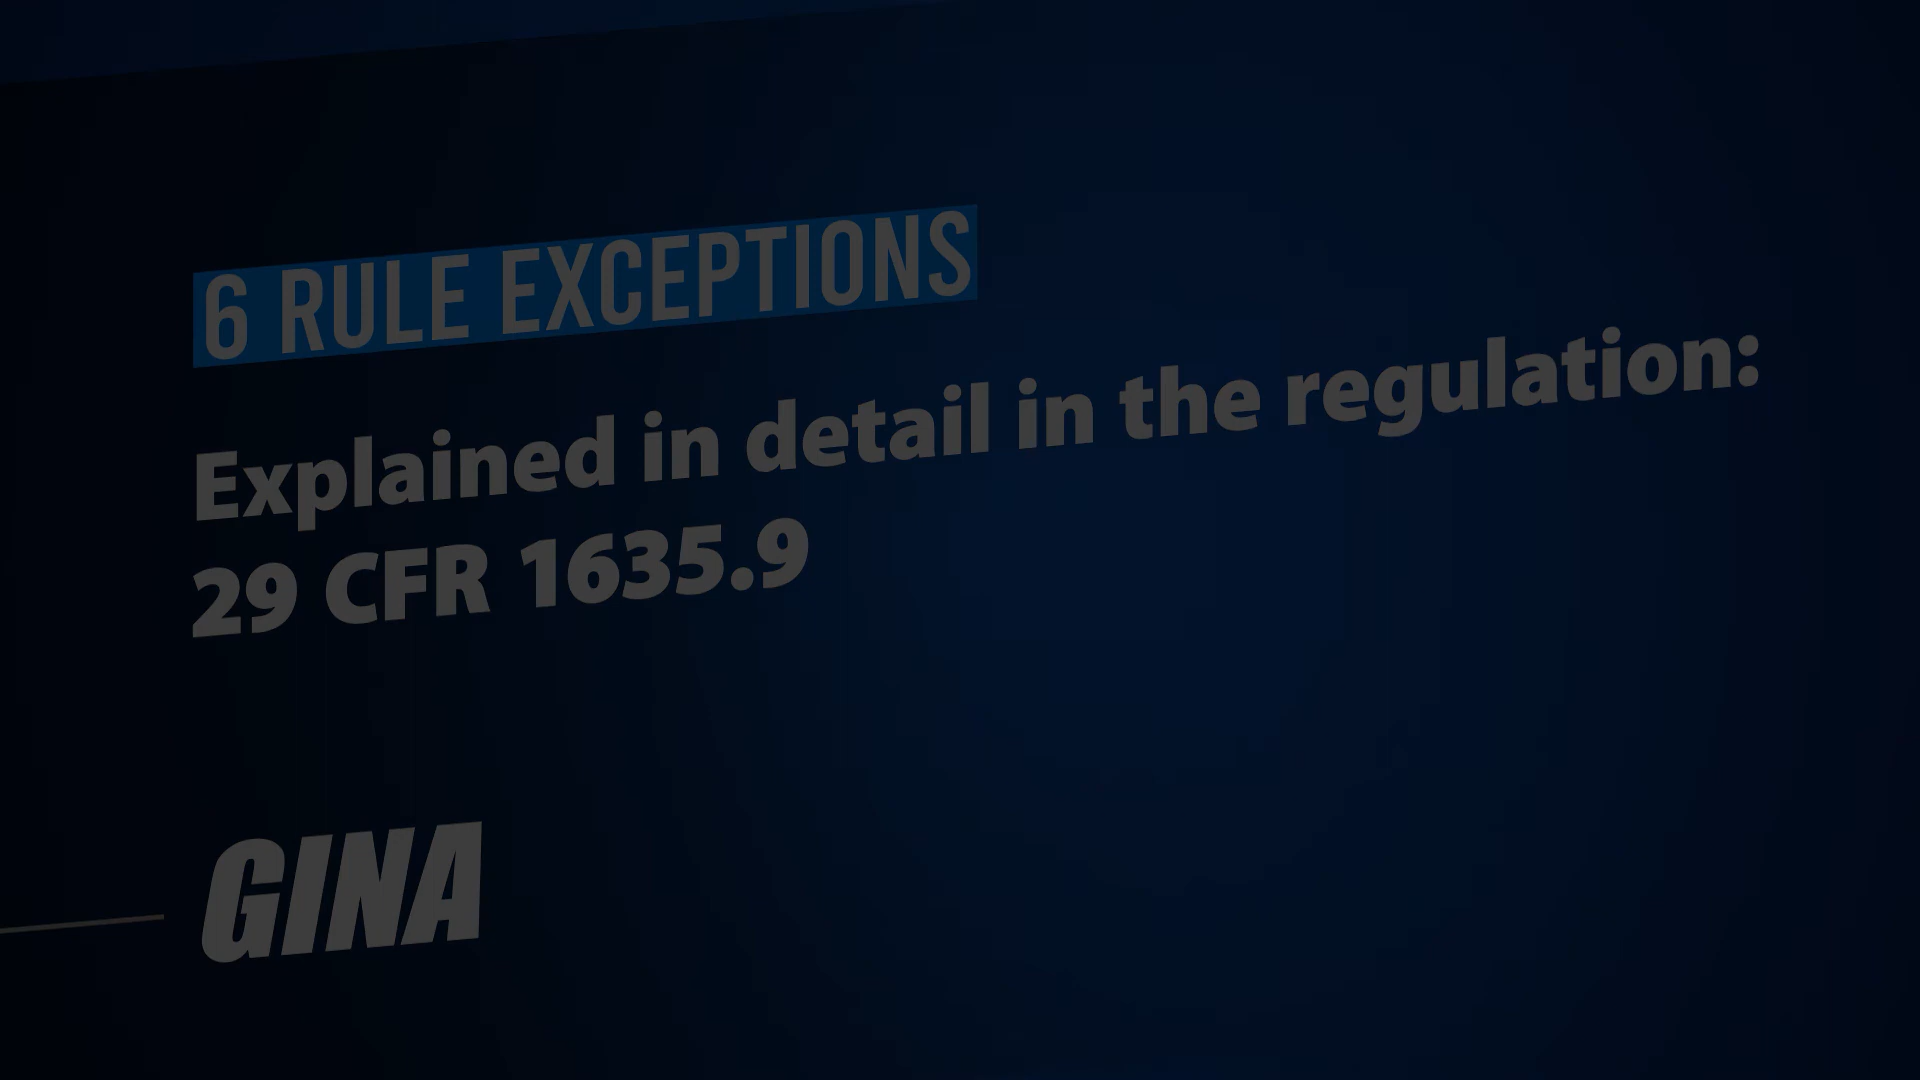 6 RULE EXCEPTIONS
Explained in detail in the regulation:
29 CFR 1635.9
GINA